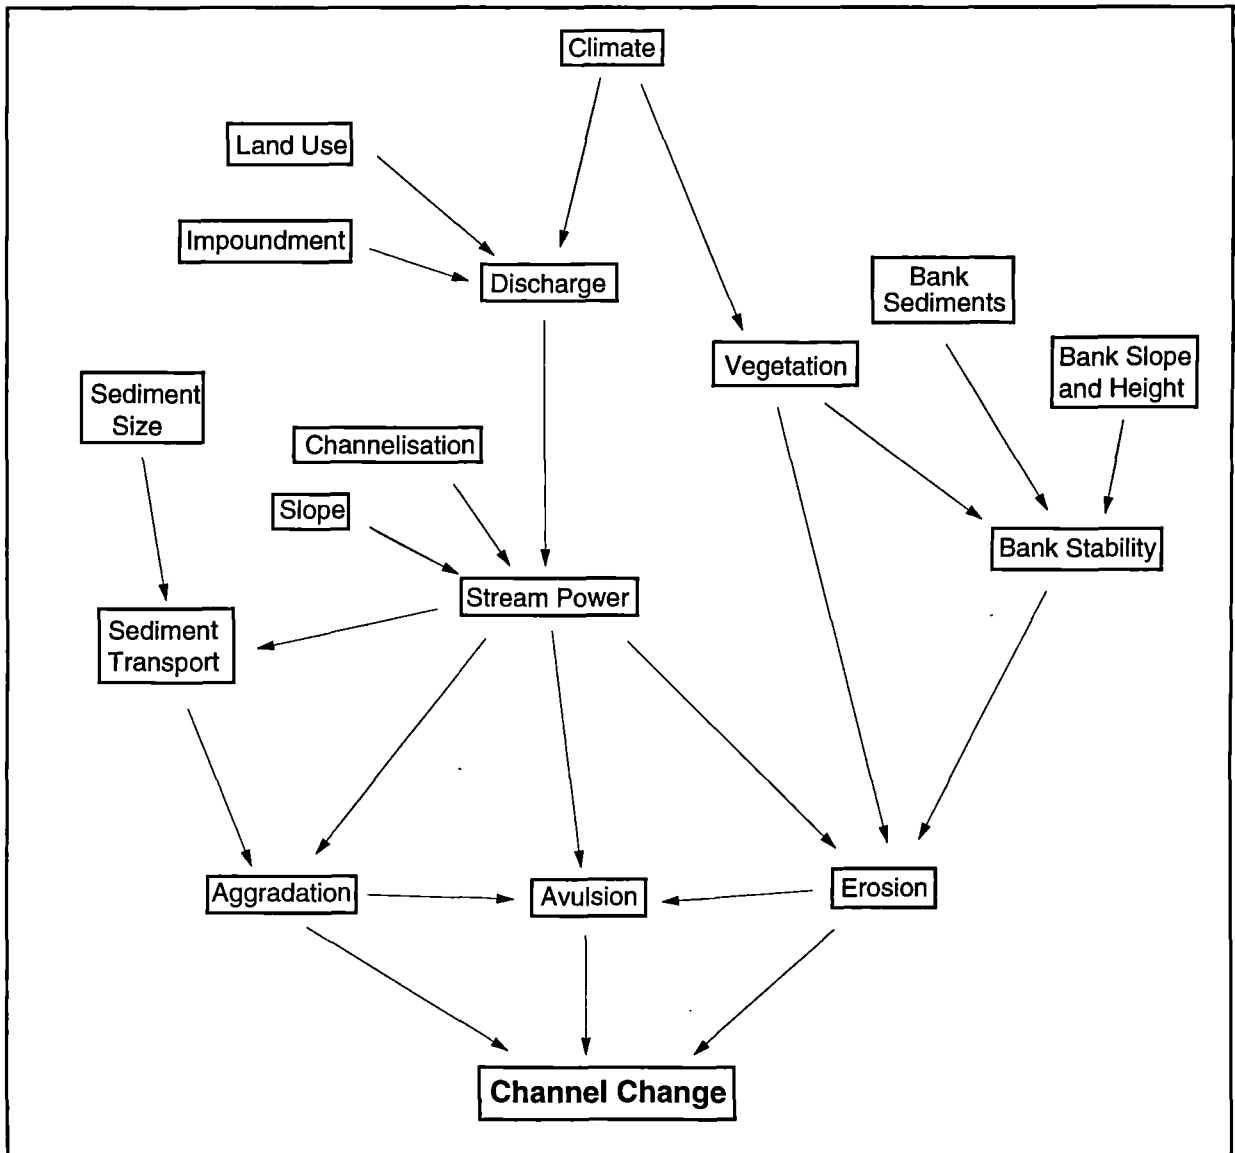 Climate
Land Use
Impoundment
Discharge
Bank
Sediments
Vegetation
Bank Slope
and Height
Sediment
Size
Channelisation
Slope
Bank Stability
Stream Power
Sediment
Transport
Aggradation
Avulsion
Erosion
Channel Change